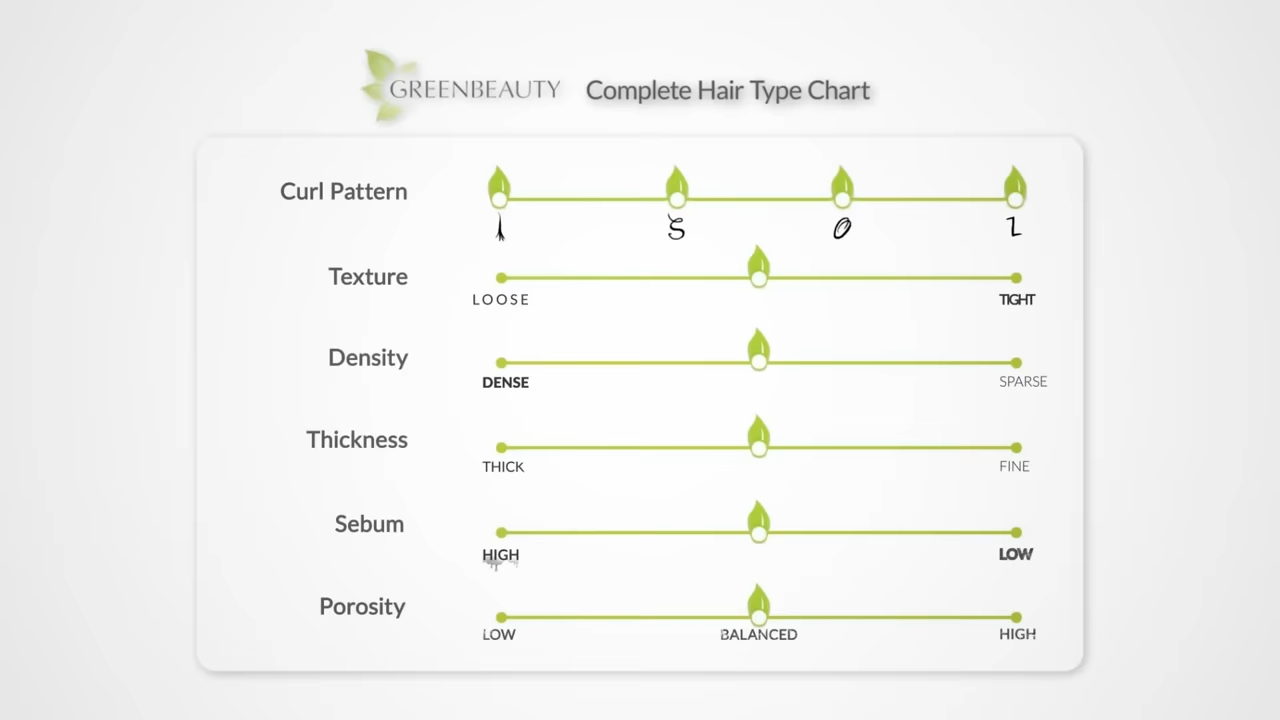 GREENBEAUTY Complete Hair Type Chart
Curl Pattern
I S O Z
Texture
LOOSE TIGHT
Density
DENSE SPARSE
Thickness
THICK FINE
Sebum
HIGH LOW
Porosity
LOW BALANCED HIGH